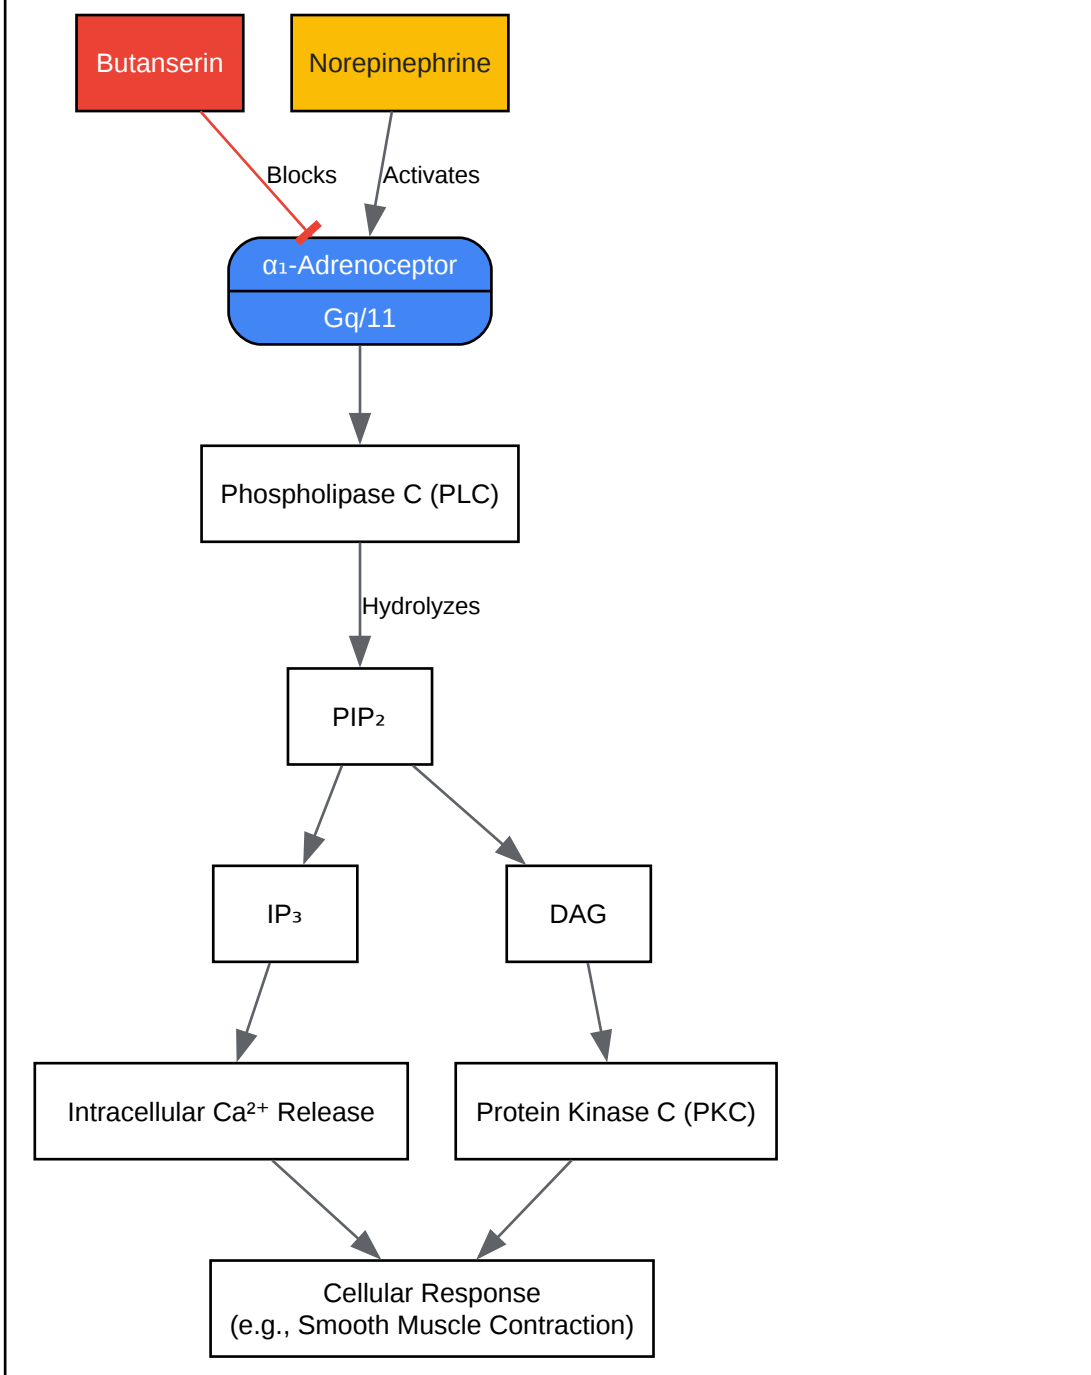 Butanserin
Norepinephrine
Blocks
Activates
α₁-Adrenoceptor
Gq/11
Phospholipase C (PLC)
Hydrolyzes
PIP₂
IP₃
DAG
Intracellular Ca²⁺ Release
Protein Kinase C (PKC)
Cellular Response
(e.g., Smooth Muscle Contraction)